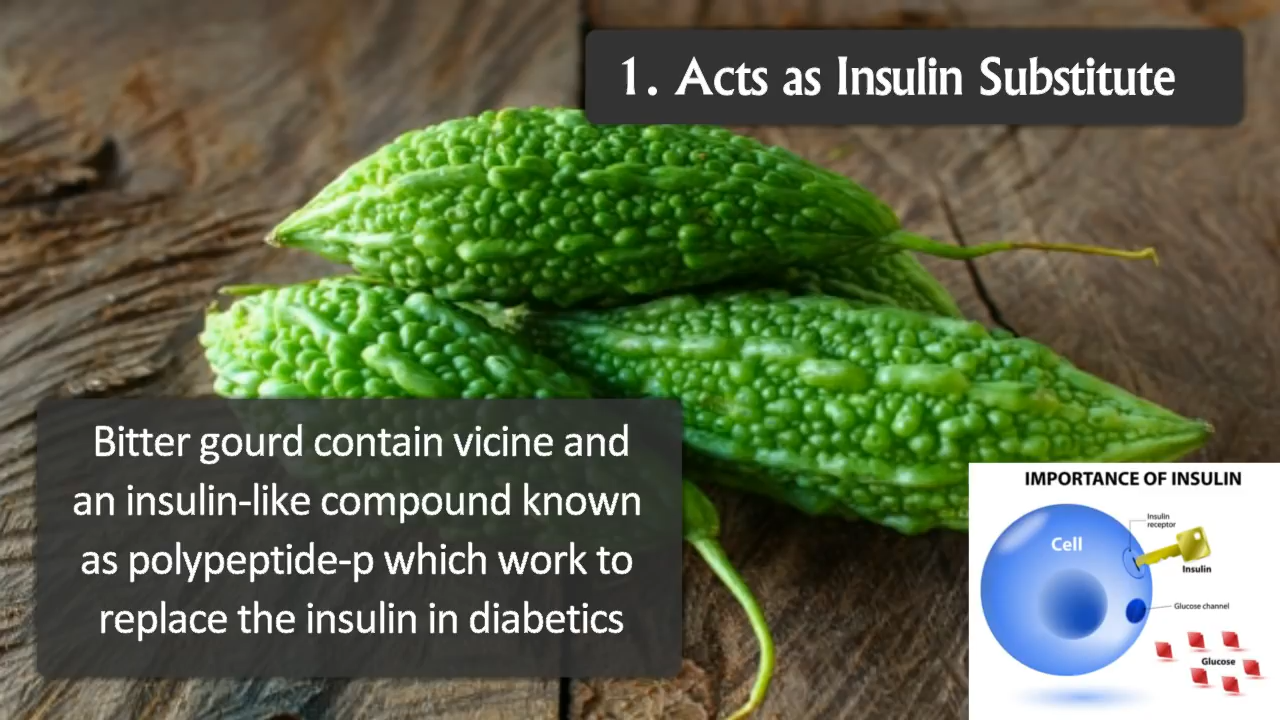 1. Acts as Insulin Substitute
Bitter gourd contain vicine and
an insulin-like compound known
as polypeptide-p which work to
replace the insulin in diabetics
IMPORTANCE OF INSULIN
Insulin
receptor
Cell
Insulin
Glucose channel
Glucose